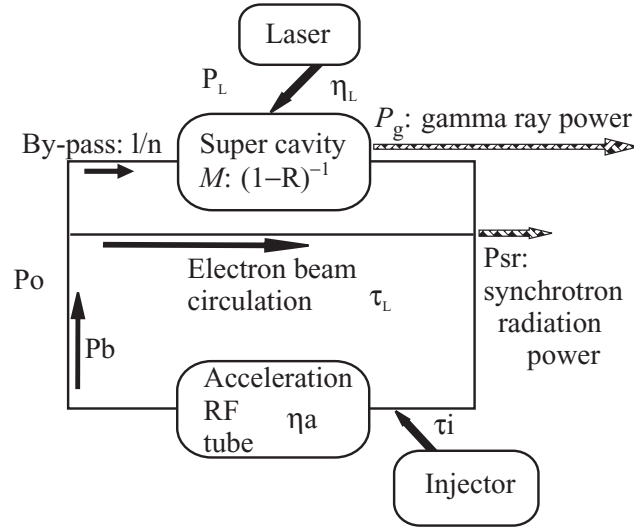 Laser
P_L
η_L
P_g: gamma ray power
By-pass: l/n
Super cavity
M: (1−R)^−1
Electron beam
circulation
τ_L
Po
Psr:
synchrotron
radiation
power
Pb
Acceleration
RF
ηa
tube
τi
Injector